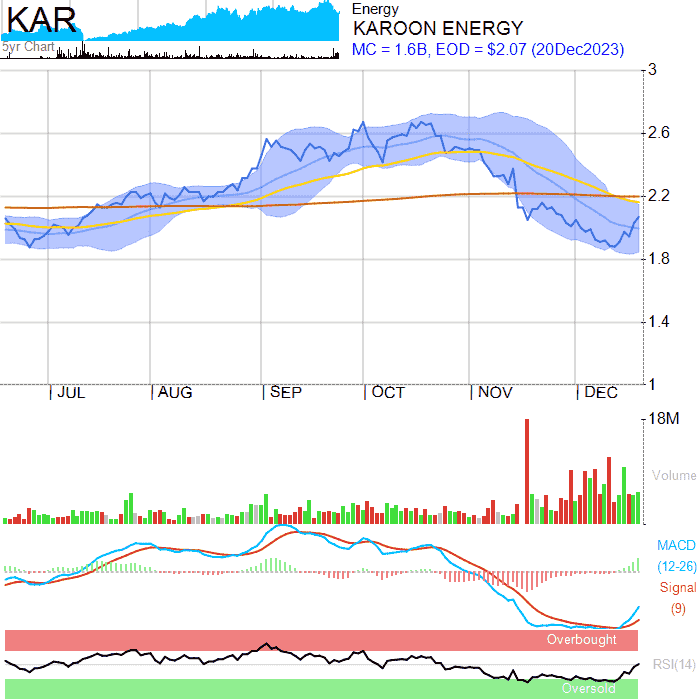 KAR
5yr Chart
Energy
KAROON ENERGY
MC = 1.6B, EOD = $2.07 (20Dec2023)
3
2.6
2.2
1.8
1.4
1
JUL
AUG
SEP
OCT
NOV
DEC
18M
Volume
MACD
(12-26)
Signal
(9)
Overbought
RSI(14)
Oversold